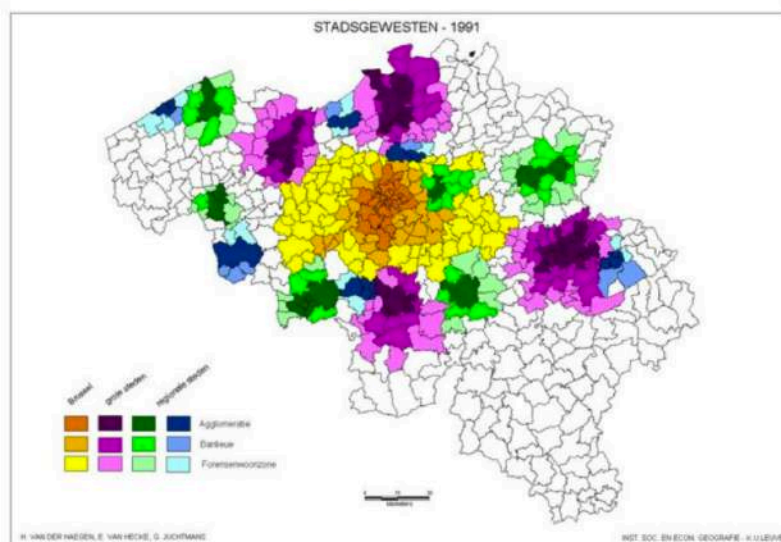 STADSGEWESTEN - 1991
Brussel
grote steden
regionale steden
Agglomeratie
Banlieue
Forensenwoonzone
H. VAN DER HAEGEN, E. VAN HECKE, G. JUCHTMANS
INST. SOC. EN ECON. GEOGRAFIE - K.U.LEUVEN